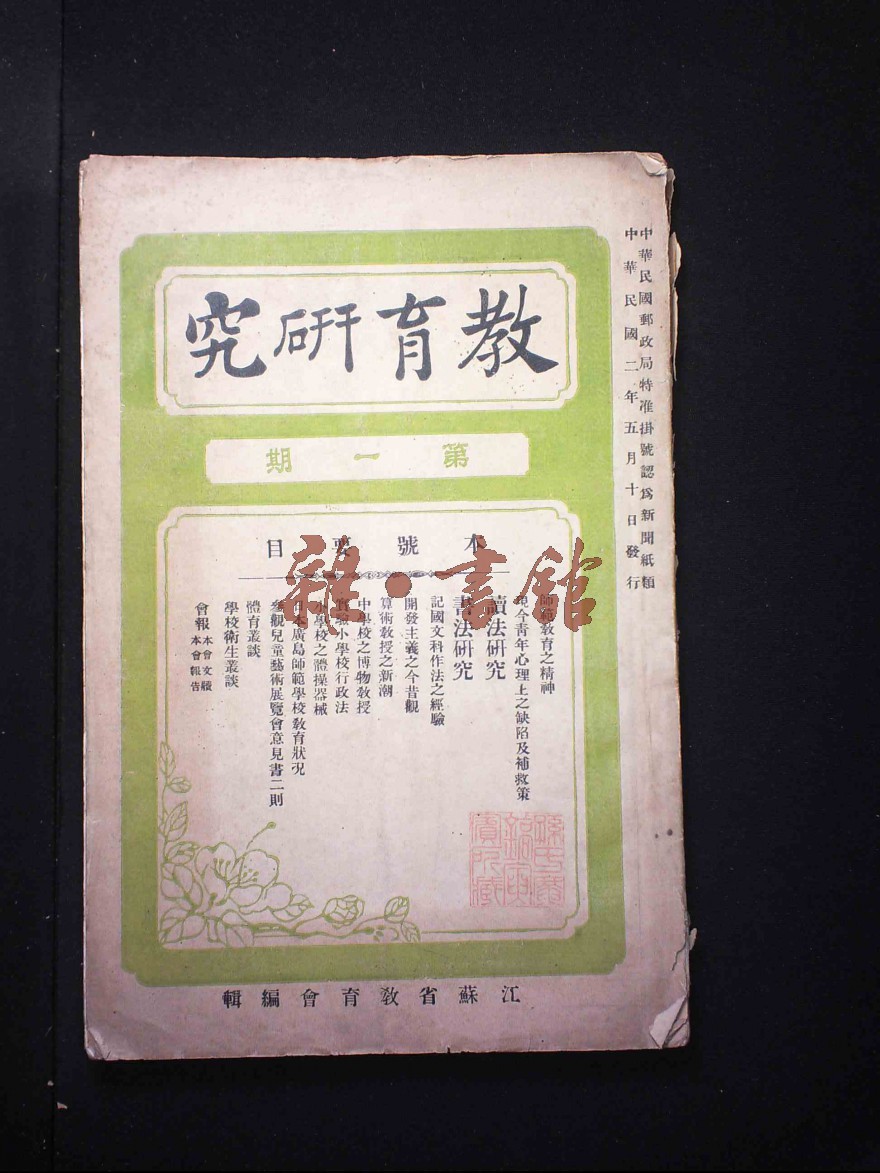 中華民國郵政局特准掛號認爲新聞紙類
中華民國二年五月十日發行
教育研究
第一期
本號要目
師範教育之精神
現今青年心理上之缺陷及補救策
讀法研究
書法研究
記國文科作法之經驗
開發主義之今昔觀
算術教授之新潮
中學校之博物教授
實驗小學校行政法
小學校之體操器械
日本廣島師範學校教育狀況
參觀兒童藝術展覽會意見書二則
體育叢談
學校衛生叢談
會報 本會文牘 本會報告
江蘇省教育會編輯
雜·書館